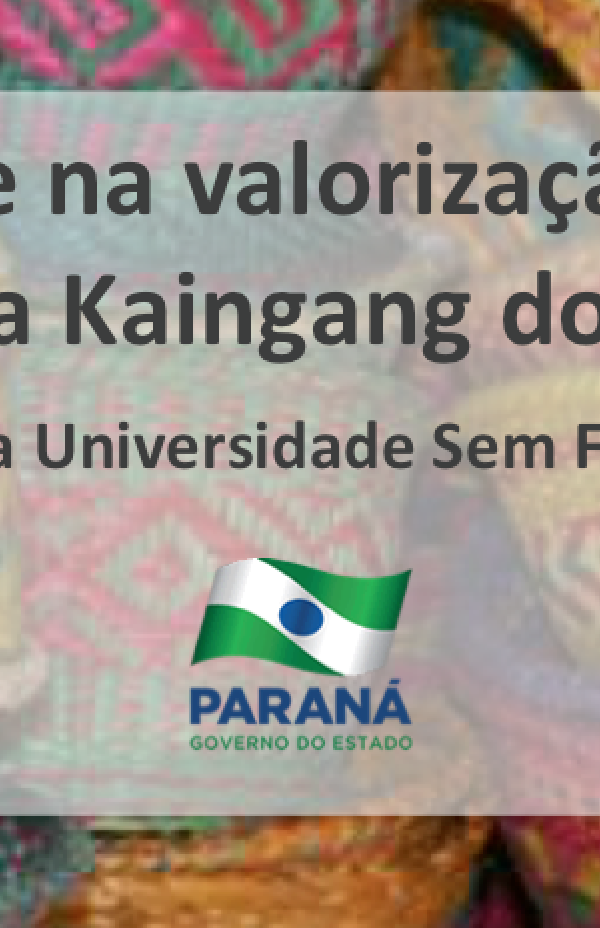 e na valorizaçã
a Kaingang do
a Universidade Sem F
PARANÁ
GOVERNO DO ESTADO